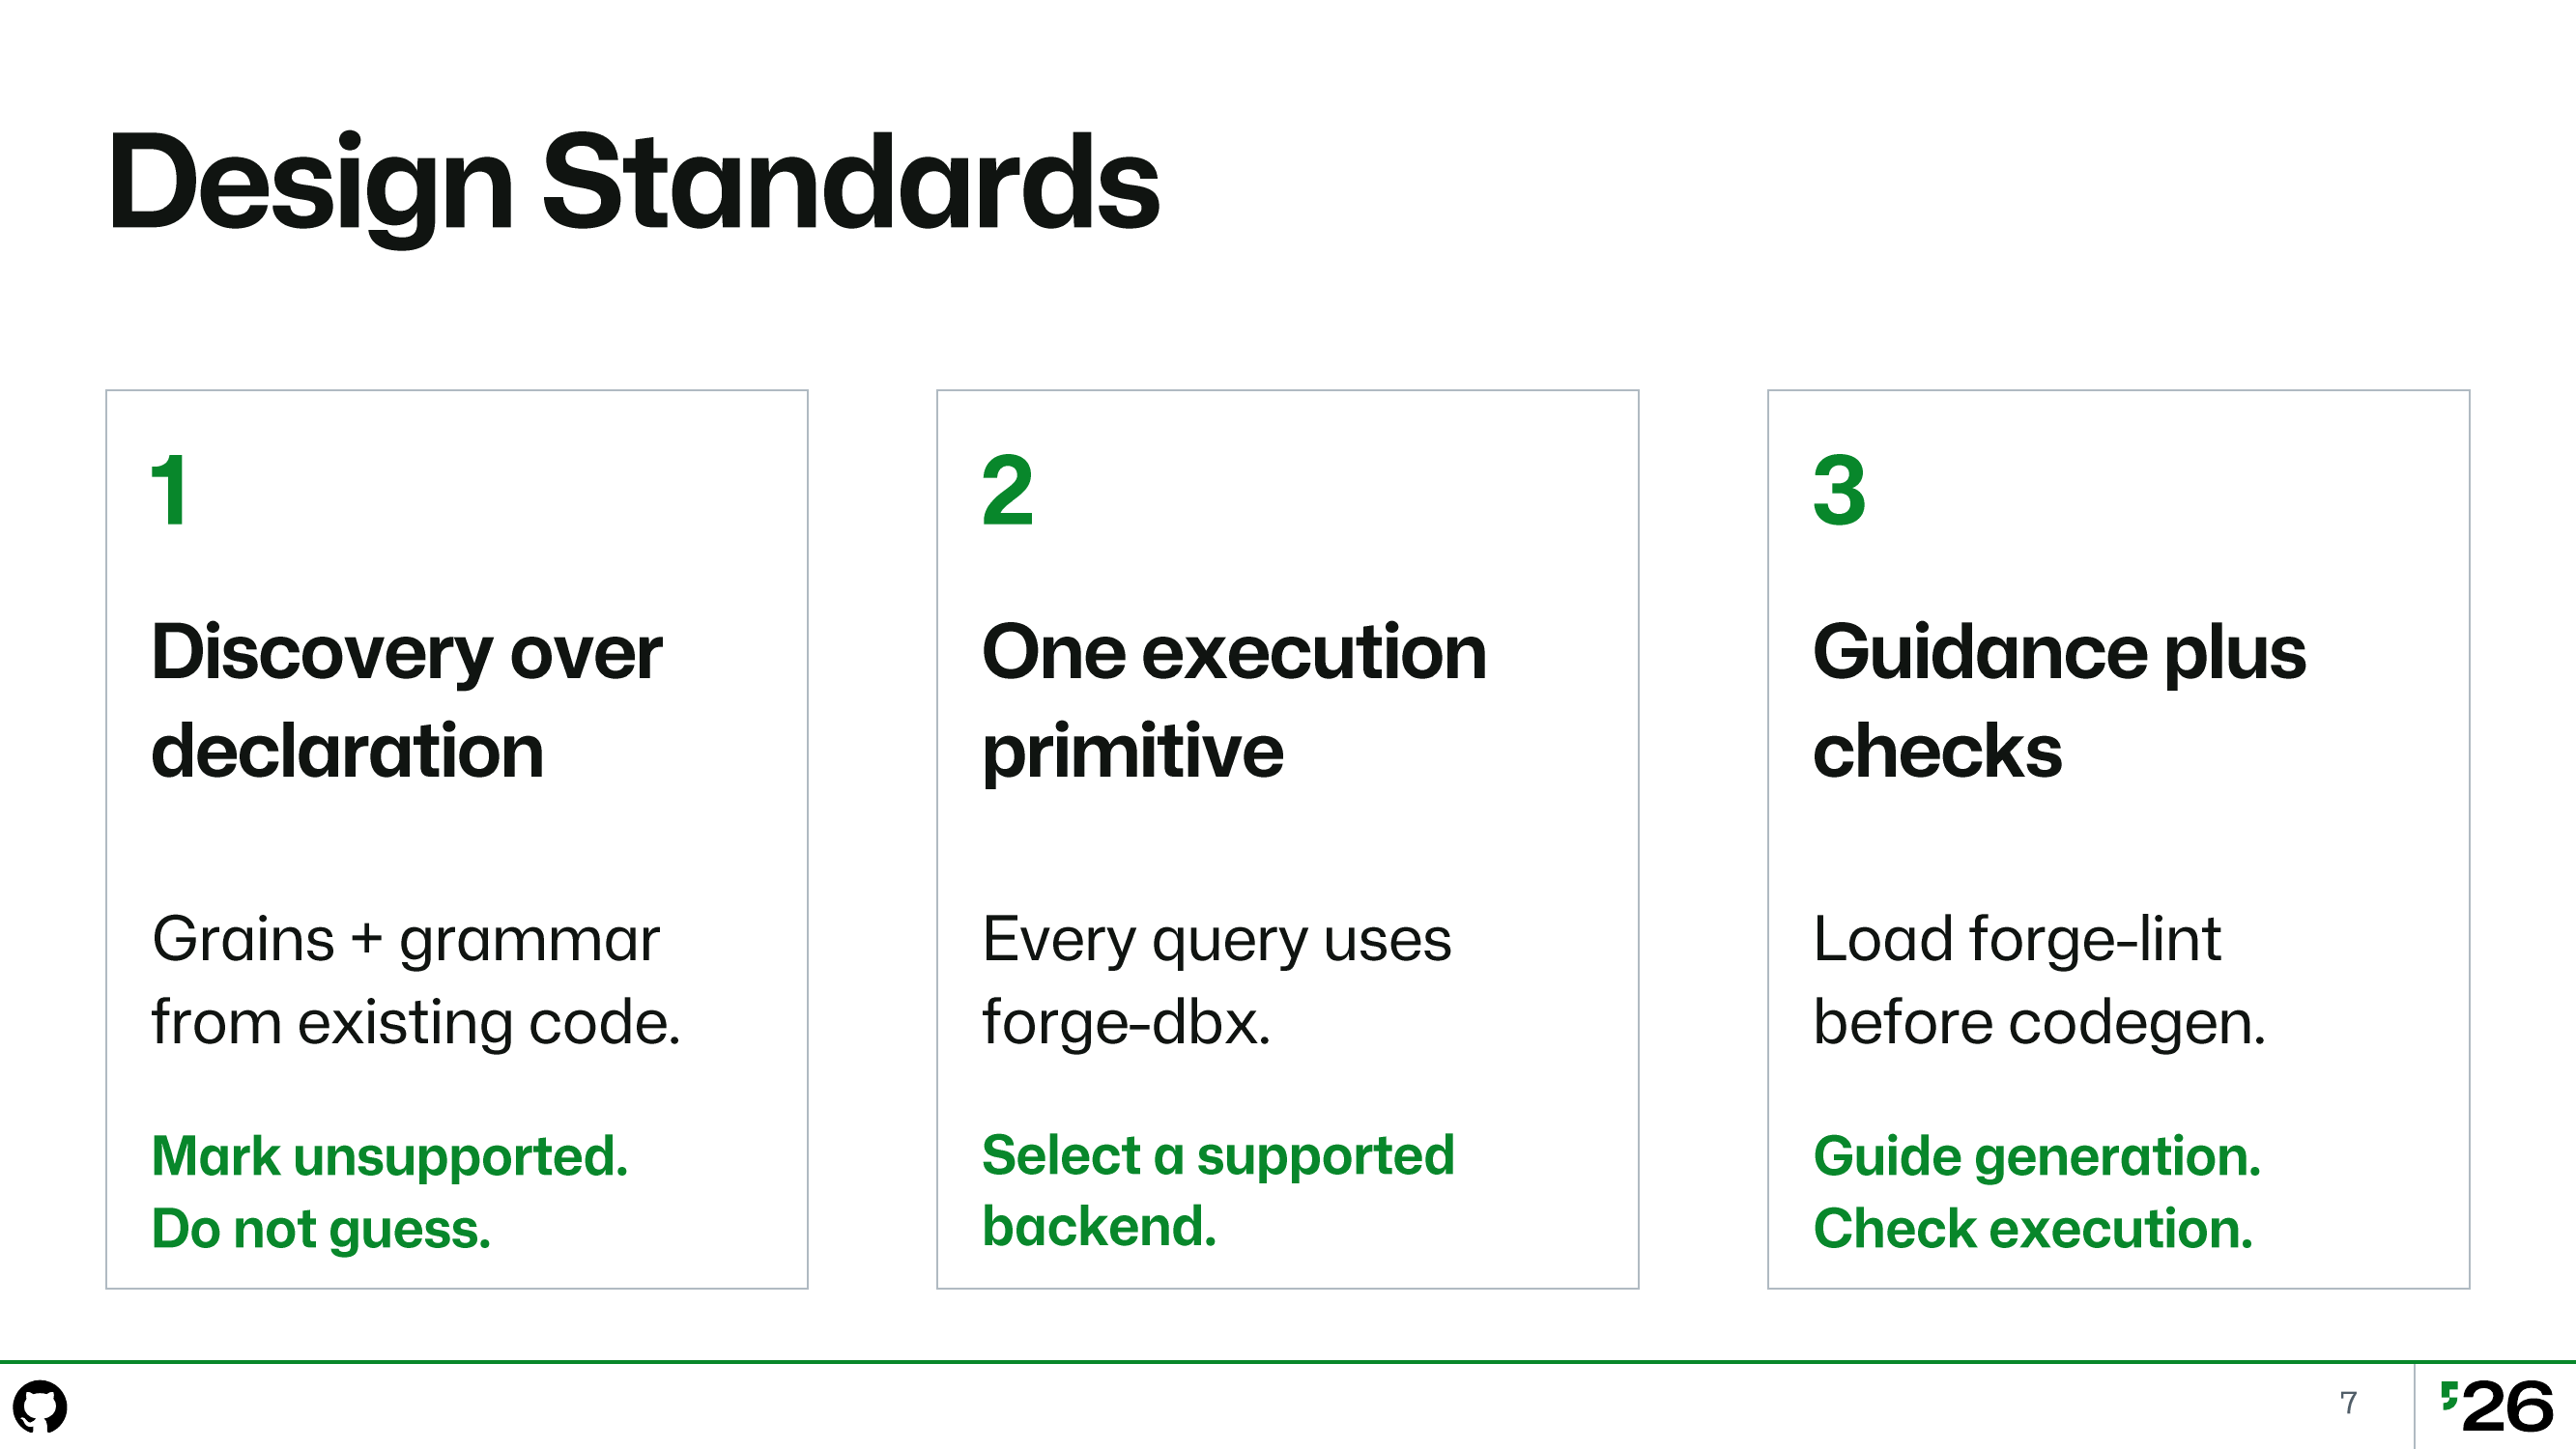 Design Standards
1
Discovery over
declaration
Grains + grammar
from existing code.
Mark unsupported.
Do not guess.
2
One execution
primitive
Every query uses
forge-dbx.
Select a supported
backend.
3
Guidance plus
checks
Load forge-lint
before codegen.
Guide generation.
Check execution.
7
’26